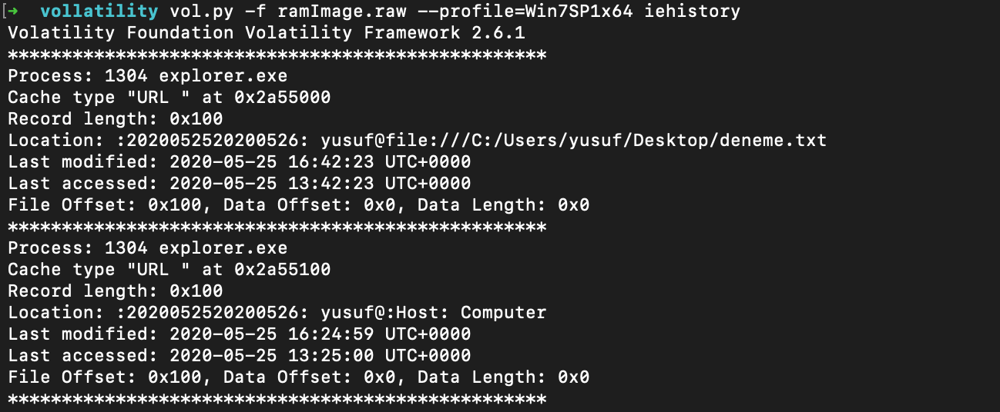 [➜  vollatility vol.py -f ramImage.raw --profile=Win7SP1x64 iehistory
Volatility Foundation Volatility Framework 2.6.1
**************************************************
Process: 1304 explorer.exe
Cache type "URL " at 0x2a55000
Record length: 0x100
Location: :2020052520200526: yusuf@file:///C:/Users/yusuf/Desktop/deneme.txt
Last modified: 2020-05-25 16:42:23 UTC+0000
Last accessed: 2020-05-25 13:42:23 UTC+0000
File Offset: 0x100, Data Offset: 0x0, Data Length: 0x0
**************************************************
Process: 1304 explorer.exe
Cache type "URL " at 0x2a55100
Record length: 0x100
Location: :2020052520200526: yusuf@:Host: Computer
Last modified: 2020-05-25 16:24:59 UTC+0000
Last accessed: 2020-05-25 13:25:00 UTC+0000
File Offset: 0x100, Data Offset: 0x0, Data Length: 0x0
**************************************************